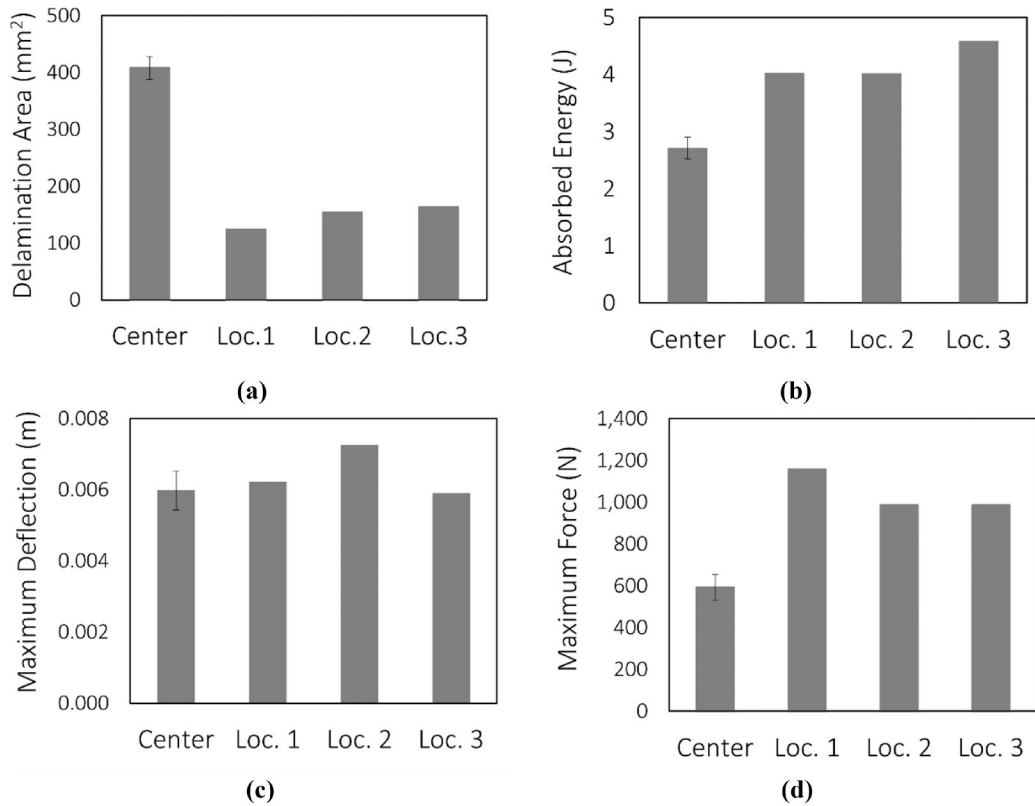 Delamination Area (mm²)
500
400
300
200
100
0
Center Loc.1 Loc.2 Loc.3
(a)
Absorbed Energy (J)
5
4
3
2
1
0
Center Loc. 1 Loc. 2 Loc. 3
(b)
Maximum Deflection (m)
0.008
0.006
0.004
0.002
0.000
Center Loc. 1 Loc. 2 Loc. 3
(c)
Maximum Force (N)
1,400
1,200
1,000
800
600
400
200
0
Center Loc. 1 Loc. 2 Loc. 3
(d)